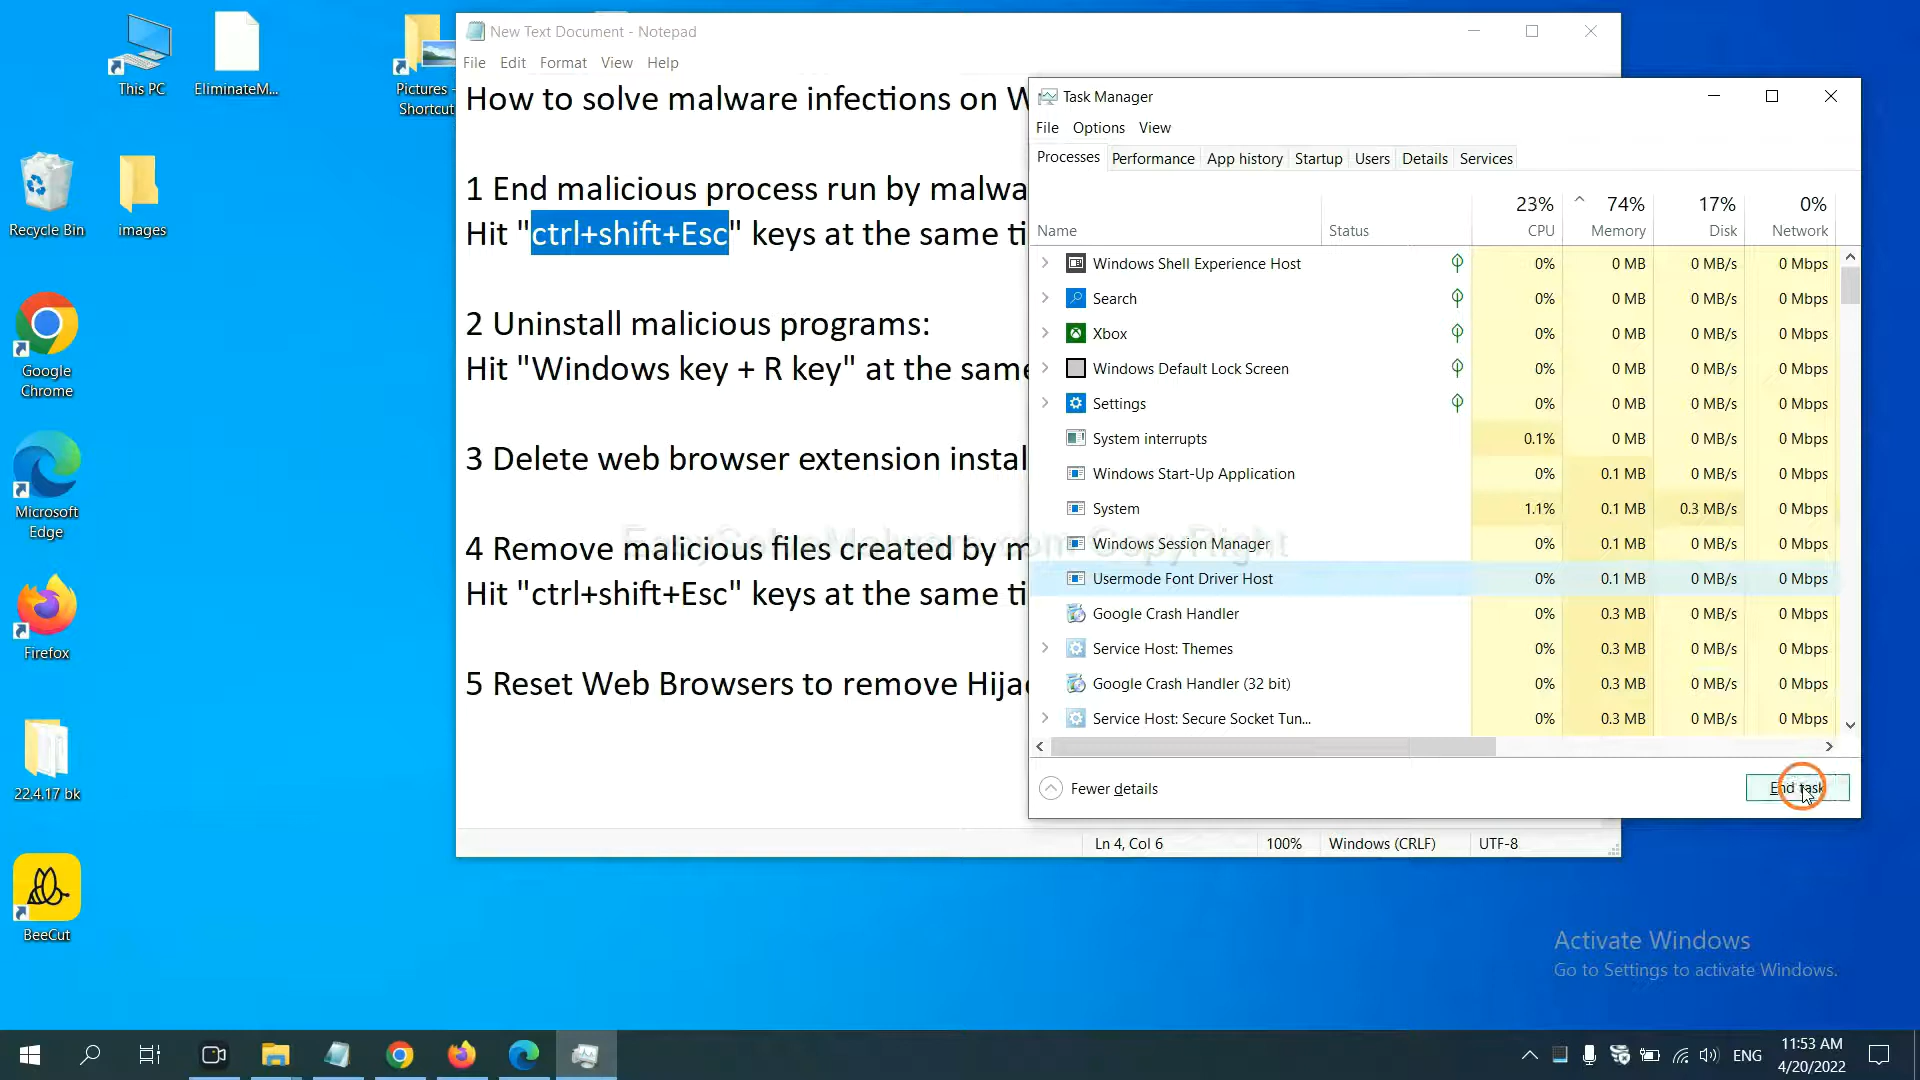 This PC
EliminateM...
Pictures -
Shortcut
Recycle Bin
images
Google
Chrome
Microsoft
Edge
Firefox
22.4.17 bk
BeeCut
New Text Document - Notepad
File Edit Format View Help
How to solve malware infections on W
1 End malicious process run by malwa
Hit "ctrl+shift+Esc" keys at the same ti
2 Uninstall malicious programs:
Hit "Windows key + R key" at the same
3 Delete web browser extension instal
4 Remove malicious files created by m
Hit "ctrl+shift+Esc" keys at the same ti
5 Reset Web Browsers to remove Hijac
Ln 4, Col 6 100% Windows (CRLF) UTF-8
EasySolveMalware.com CopyRight
Task Manager
File Options View
Processes Performance App history Startup Users Details Services
23% 74% 17% 0%
Name Status CPU Memory Disk Network
Windows Shell Experience Host 0% 0 MB 0 MB/s 0 Mbps
Search 0% 0 MB 0 MB/s 0 Mbps
Xbox 0% 0 MB 0 MB/s 0 Mbps
Windows Default Lock Screen 0% 0 MB 0 MB/s 0 Mbps
Settings 0% 0 MB 0 MB/s 0 Mbps
System interrupts 0.1% 0 MB 0 MB/s 0 Mbps
Windows Start-Up Application 0% 0.1 MB 0 MB/s 0 Mbps
System 1.1% 0.1 MB 0.3 MB/s 0 Mbps
Windows Session Manager 0% 0.1 MB 0 MB/s 0 Mbps
Usermode Font Driver Host 0% 0.1 MB 0 MB/s 0 Mbps
Google Crash Handler 0% 0.3 MB 0 MB/s 0 Mbps
Service Host: Themes 0% 0.3 MB 0 MB/s 0 Mbps
Google Crash Handler (32 bit) 0% 0.3 MB 0 MB/s 0 Mbps
Service Host: Secure Socket Tun... 0% 0.3 MB 0 MB/s 0 Mbps
Fewer details
End task
Activate Windows
Go to Settings to activate Windows.
ENG
11:53 AM
4/20/2022